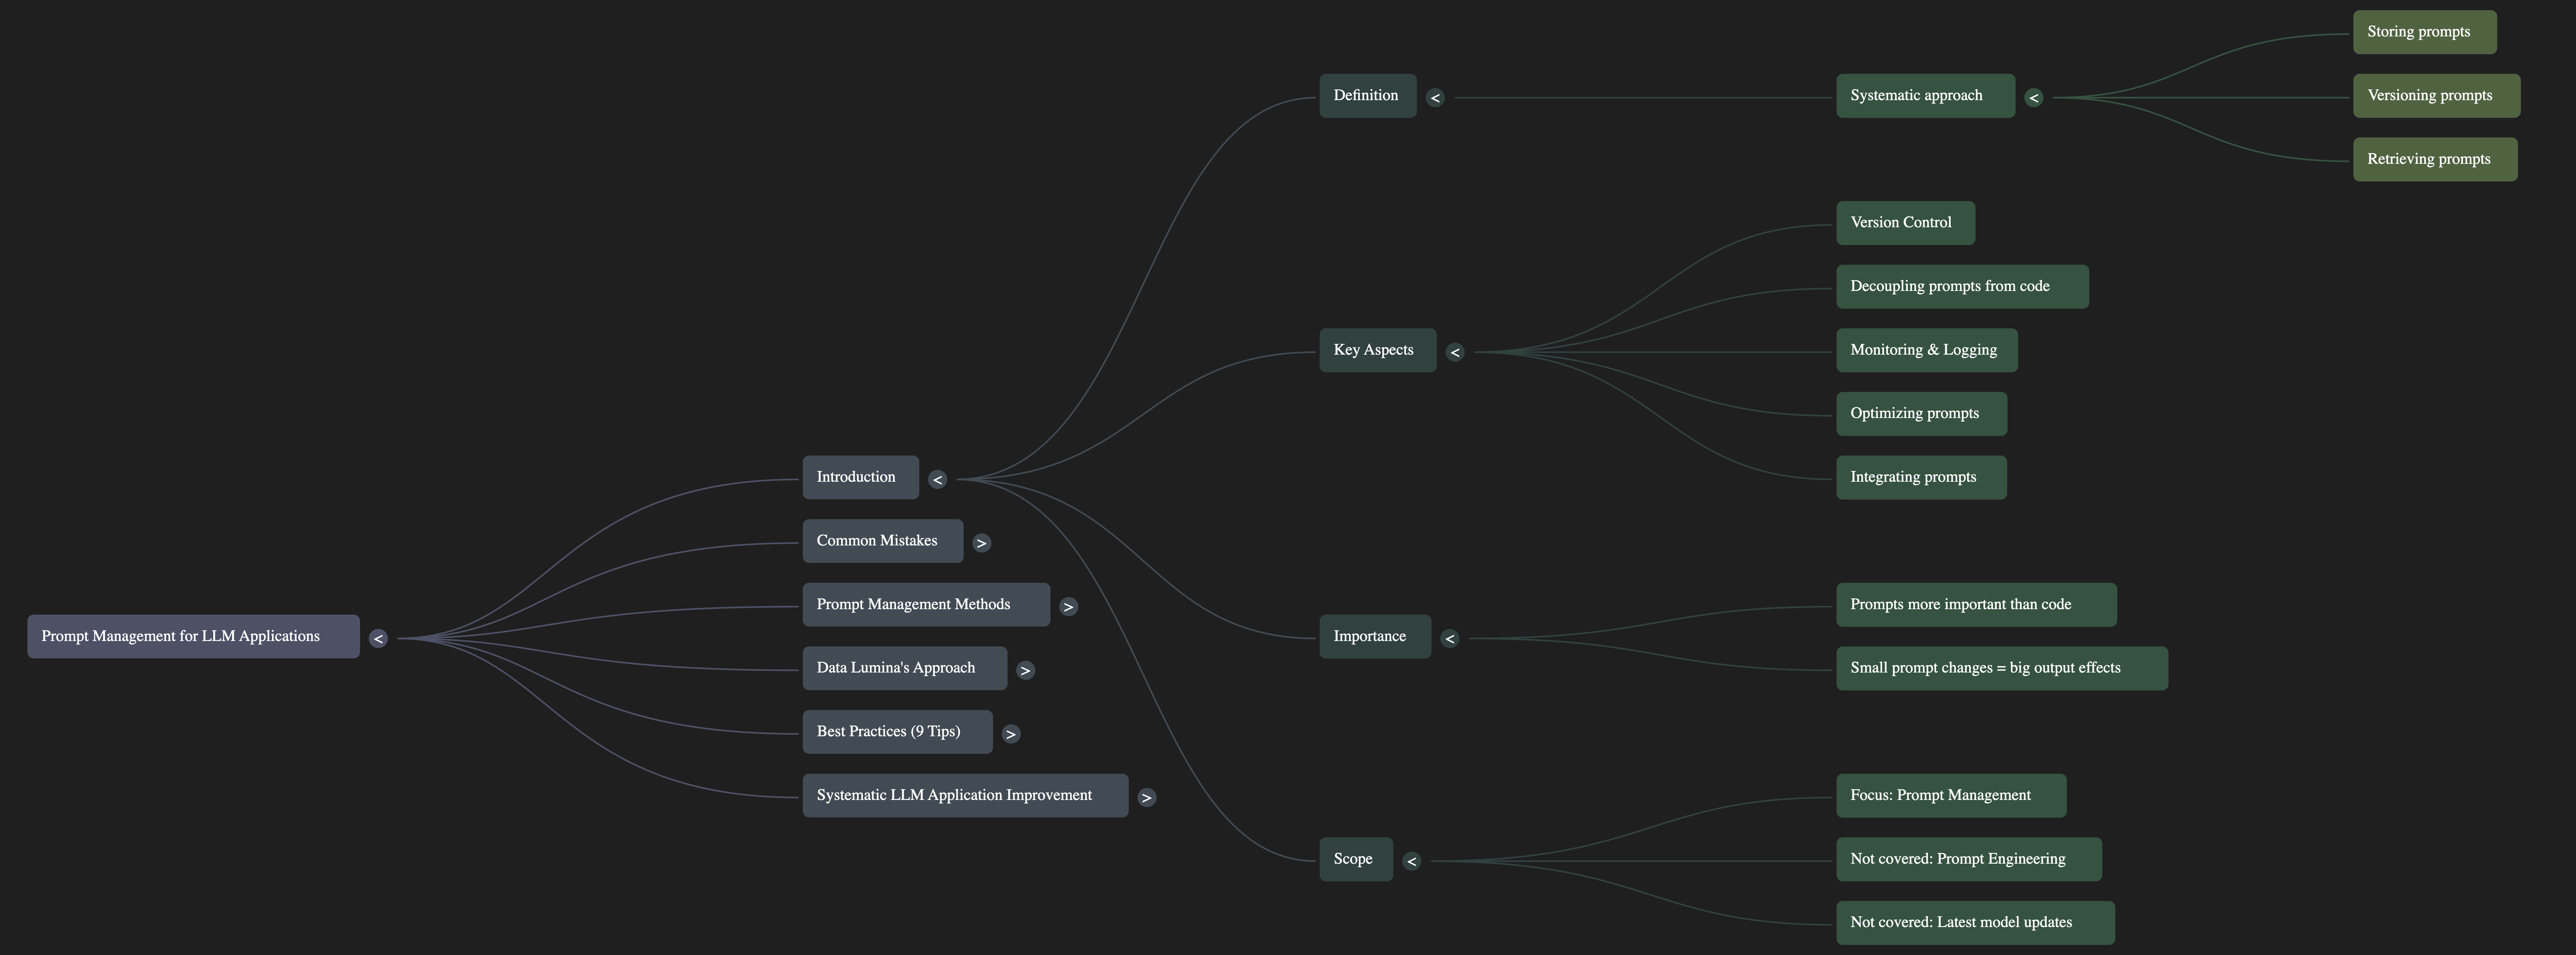 Prompt Management for LLM Applications
<
Introduction
<
Definition
<
Systematic approach
<
Storing prompts
Versioning prompts
Retrieving prompts
Key Aspects
<
Version Control
Decoupling prompts from code
Monitoring & Logging
Optimizing prompts
Integrating prompts
Importance
<
Prompts more important than code
Small prompt changes = big output effects
Scope
<
Focus: Prompt Management
Not covered: Prompt Engineering
Not covered: Latest model updates
Common Mistakes
>
Prompt Management Methods
>
Data Lumina's Approach
>
Best Practices (9 Tips)
>
Systematic LLM Application Improvement
>